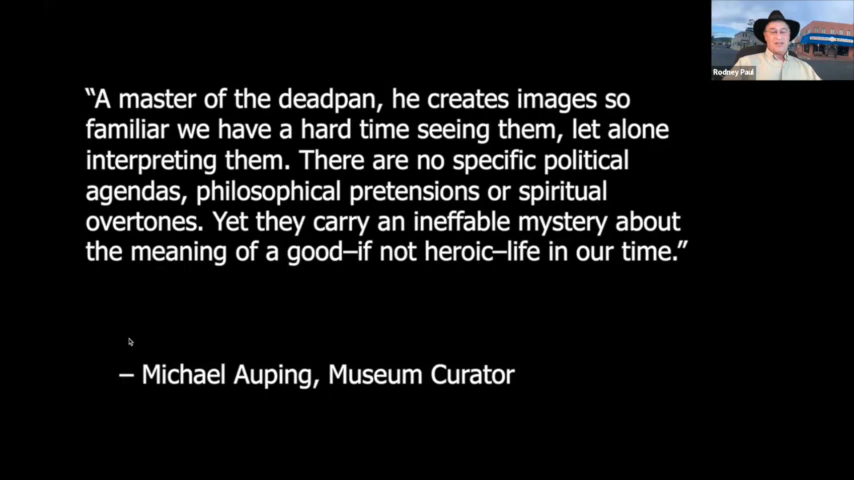 “A master of the deadpan, he creates images so
familiar we have a hard time seeing them, let alone
interpreting them. There are no specific political
agendas, philosophical pretensions or spiritual
overtones. Yet they carry an ineffable mystery about
the meaning of a good–if not heroic–life in our time.”
– Michael Auping, Museum Curator
Rodney Paul